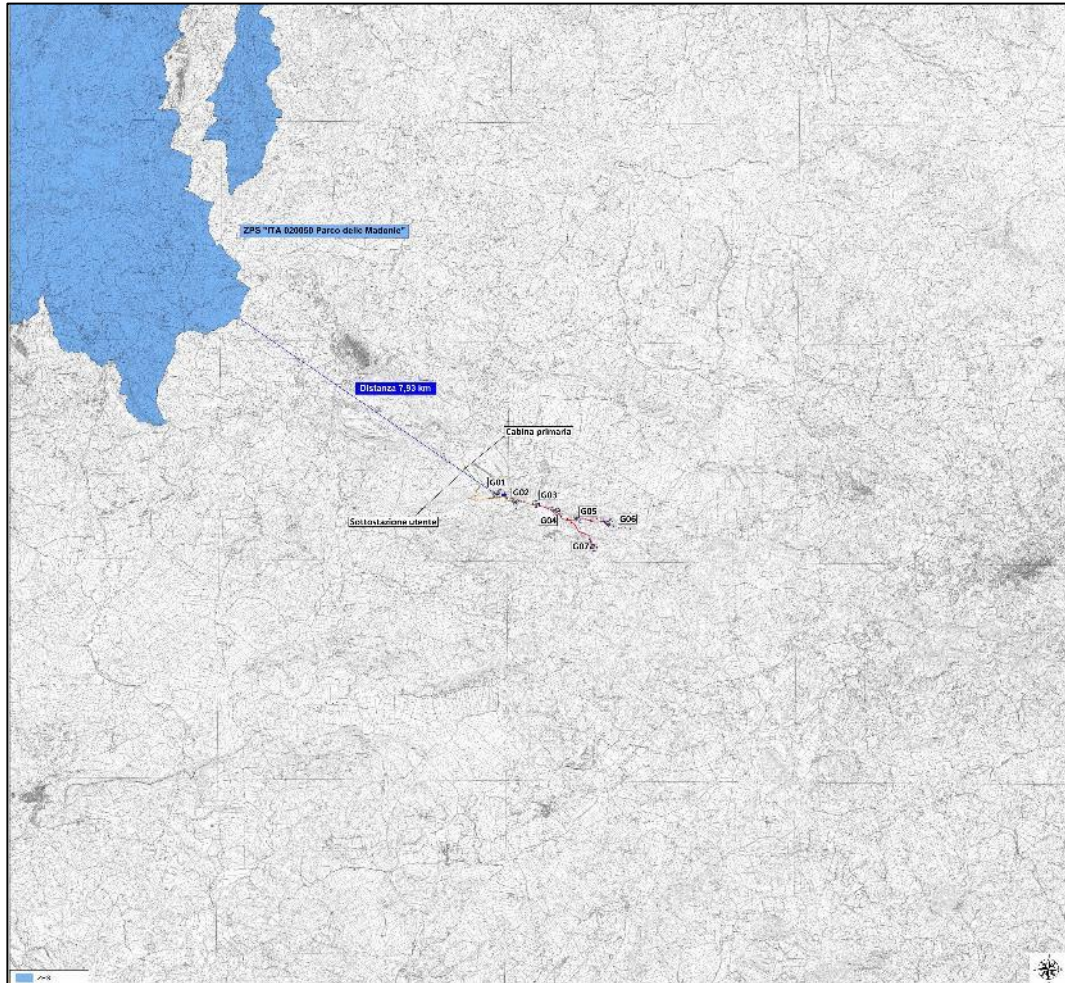 ZPS "ITA 020050 Parco delle Madonie"
Distanza 7,93 km
Cabina primaria
G01
G02
G03
G05
G04
G06
Sottostazione utente
G07
ZPS